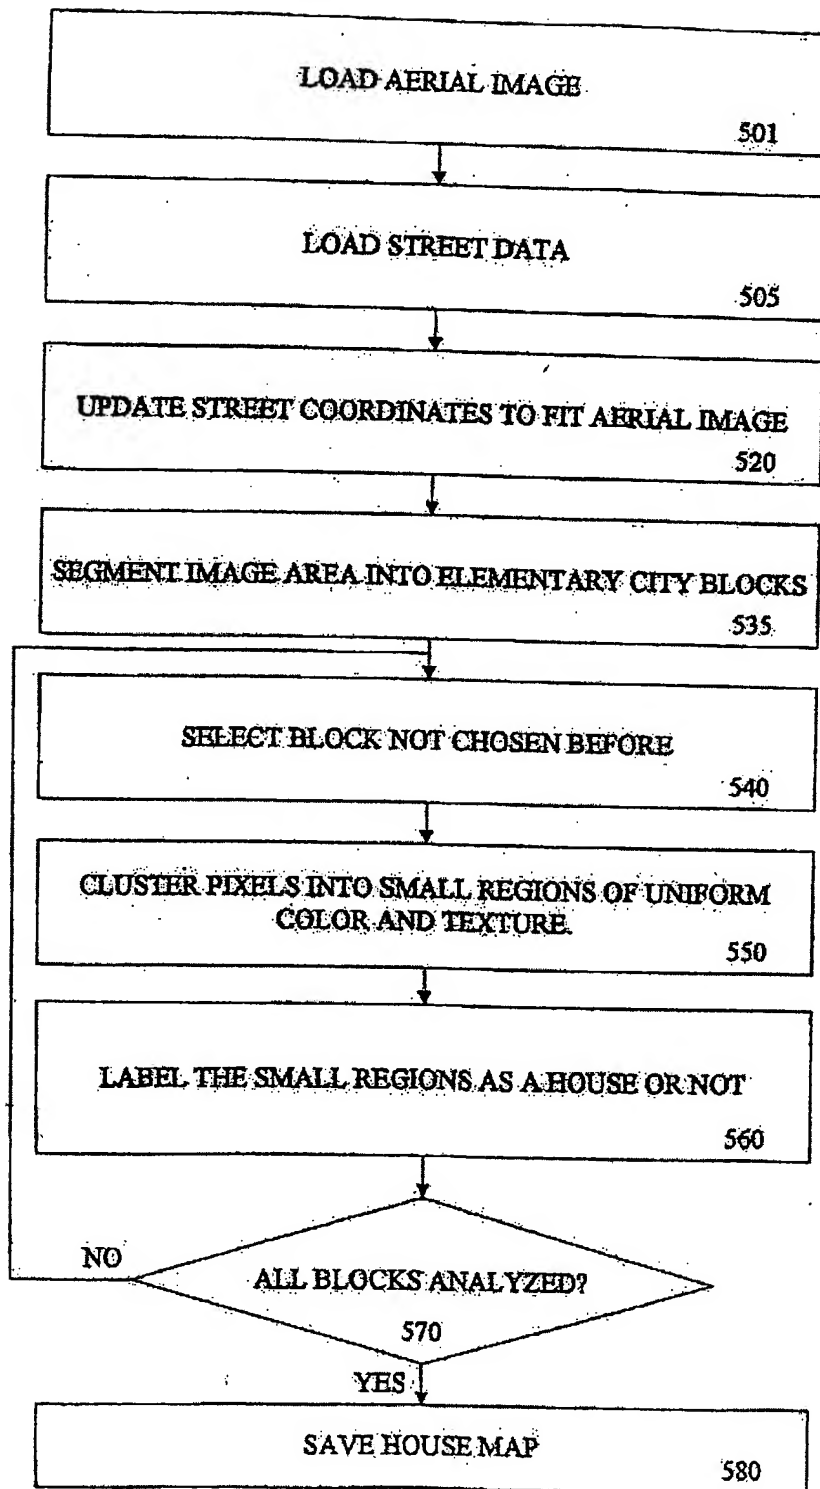 LOAD AERIAL IMAGE
501
LOAD STREET DATA
505
UPDATE STREET COORDINATES TO FIT AERIAL IMAGE
520
SEGMENT IMAGE AREA INTO ELEMENTARY CITY BLOCKS
535
SELECT BLOCK NOT CHOSEN BEFORE
540
CLUSTER PIXELS INTO SMALL REGIONS OF UNIFORM
COLOR AND TEXTURE.
550
LABEL THE SMALL REGIONS AS A HOUSE OR NOT
560
NO
ALL BLOCKS ANALYZED?
570
YES
SAVE HOUSE MAP
580